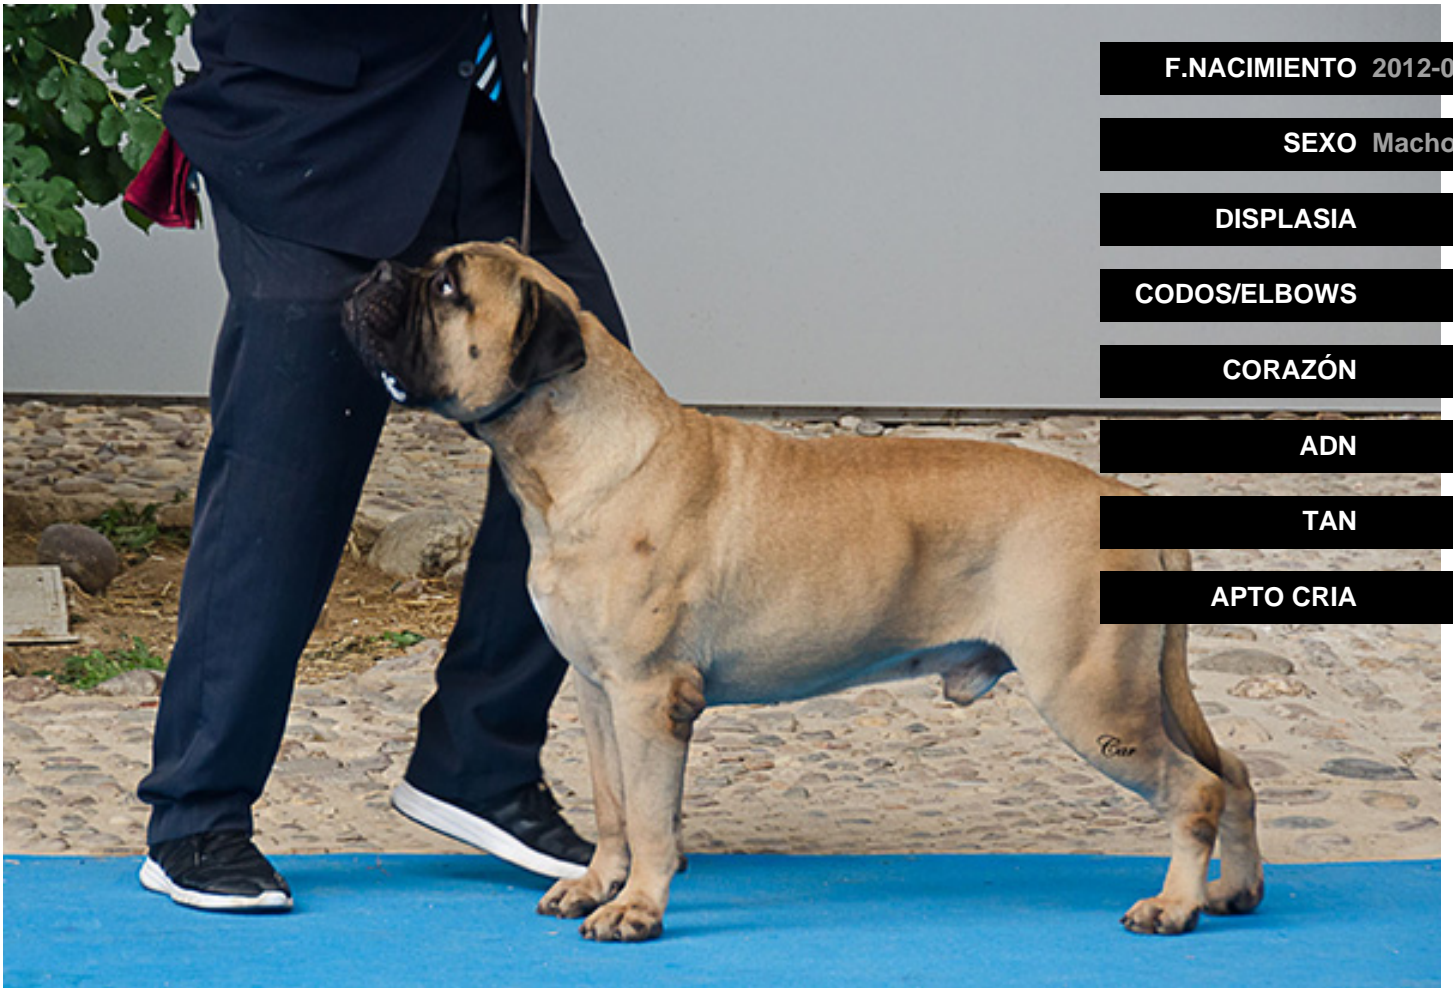 F.NACIMIENTO 2012-0
SEXO Macho
DISPLASIA
CODOS/ELBOWS
CORAZÓN
ADN
TAN
APTO CRIA
Car